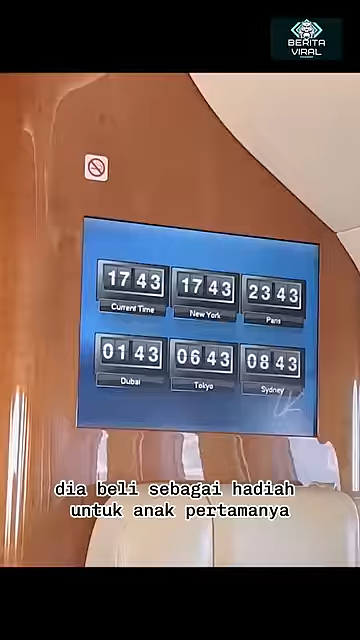 BERITA
VIRAL
17 43
17 43
23 43
Current Time
New York
Paris
01 43
06 43
08 43
Dubai
Tokyo
Sydney
dia beli sebagai hadiah
untuk anak pertamanya